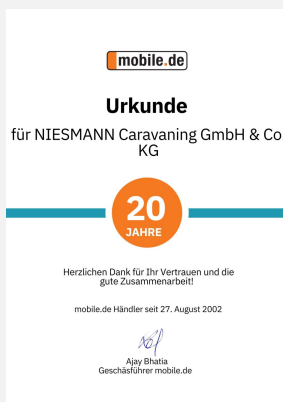 mobile.de
Urkunde
für NIESMANN Caravaning GmbH & Co
KG
20
JAHRE
Herzlichen Dank für Ihr Vertrauen und die
gute Zusammenarbeit!
mobile.de Händler seit 27. August 2002
Ajay Bhatia
Geschäsführer mobile.de